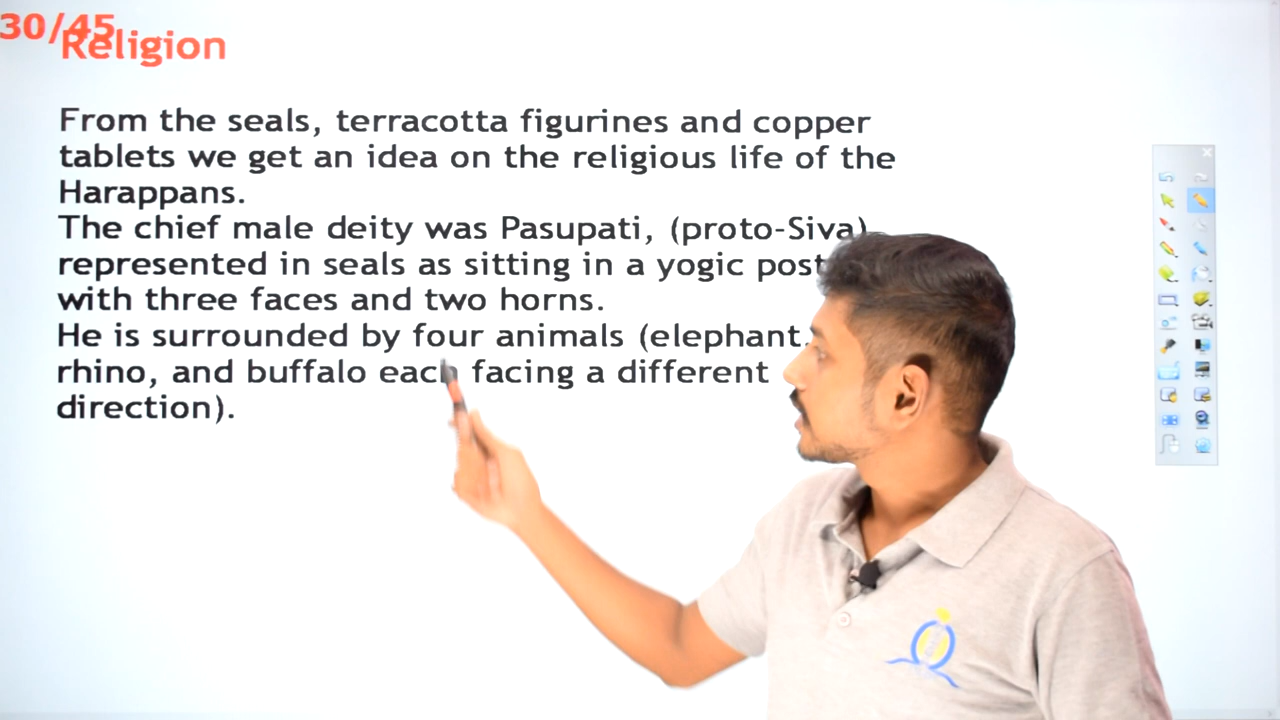 30/45
Religion
From the seals, terracotta figurines and copper
tablets we get an idea on the religious life of the
Harappans.
The chief male deity was Pasupati, (proto-Siva)
represented in seals as sitting in a yogic
with three faces and two horns.
He is surrounded by four animals (elephant,
rhino, and buffalo each facing a different
direction).